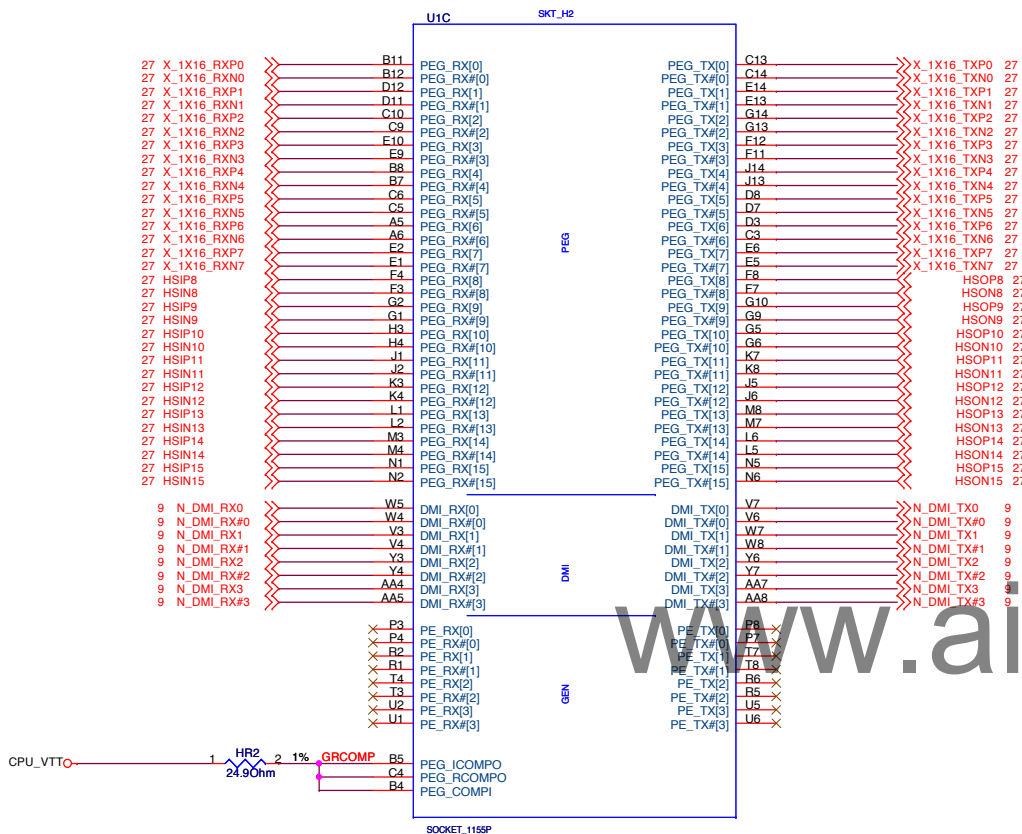 U1C SKT_H2
27 X_1X16_RXP0 B11 PEG_RX[0] PEG_TX[0] C13 X_1X16_TXP0 27
27 X_1X16_RXN0 B12 PEG_RX#[0] PEG_TX#[0] C14 X_1X16_TXN0 27
27 X_1X16_RXP1 D12 PEG_RX[1] PEG_TX[1] E14 X_1X16_TXP1 27
27 X_1X16_RXN1 D11 PEG_RX#[1] PEG_TX#[1] E13 X_1X16_TXN1 27
27 X_1X16_RXP2 C10 PEG_RX[2] PEG_TX[2] G14 X_1X16_TXP2 27
27 X_1X16_RXN2 C9 PEG_RX#[2] PEG_TX#[2] G13 X_1X16_TXN2 27
27 X_1X16_RXP3 E10 PEG_RX[3] PEG_TX[3] F12 X_1X16_TXP3 27
27 X_1X16_RXN3 E9 PEG_RX#[3] PEG_TX#[3] F11 X_1X16_TXN3 27
27 X_1X16_RXP4 B8 PEG_RX[4] PEG_TX[4] J14 X_1X16_TXP4 27
27 X_1X16_RXN4 B7 PEG_RX#[4] PEG_TX#[4] J13 X_1X16_TXN4 27
27 X_1X16_RXP5 C6 PEG_RX[5] PEG_TX[5] D8 X_1X16_TXP5 27
27 X_1X16_RXN5 C5 PEG_RX#[5] PEG_TX#[5] D7 X_1X16_TXN5 27
27 X_1X16_RXP6 A5 PEG_RX[6] PEG_TX[6] D3 X_1X16_TXP6 27
27 X_1X16_RXN6 A6 PEG_RX#[6] PEG PEG_TX#[6] C3 X_1X16_TXN6 27
27 X_1X16_RXP7 E2 PEG_RX[7] PEG_TX[7] E6 X_1X16_TXP7 27
27 X_1X16_RXN7 E1 PEG_RX#[7] PEG_TX#[7] E5 X_1X16_TXN7 27
27 HSIP8 F4 PEG_RX[8] PEG_TX[8] F8 HSOP8 27
27 HSIN8 F3 PEG_RX#[8] PEG_TX#[8] F7 HSON8 27
27 HSIP9 G2 PEG_RX[9] PEG_TX[9] G10 HSOP9 27
27 HSIN9 G1 PEG_RX#[9] PEG_TX#[9] G9 HSON9 27
27 HSIP10 H3 PEG_RX[10] PEG_TX[10] G5 HSOP10 27
27 HSIN10 H4 PEG_RX#[10] PEG_TX#[10] G6 HSON10 27
27 HSIP11 J1 PEG_RX[11] PEG_TX[11] K7 HSOP11 27
27 HSIN11 J2 PEG_RX#[11] PEG_TX#[11] K8 HSON11 27
27 HSIP12 K3 PEG_RX[12] PEG_TX[12] J5 HSOP12 27
27 HSIN12 K4 PEG_RX#[12] PEG_TX#[12] J6 HSON12 27
27 HSIP13 L1 PEG_RX[13] PEG_TX[13] M8 HSOP13 27
27 HSIN13 L2 PEG_RX#[13] PEG_TX#[13] M7 HSON13 27
27 HSIP14 M3 PEG_RX[14] PEG_TX[14] L6 HSOP14 27
27 HSIN14 M4 PEG_RX#[14] PEG_TX#[14] L5 HSON14 27
27 HSIP15 N1 PEG_RX[15] PEG_TX[15] N5 HSOP15 27
27 HSIN15 N2 PEG_RX#[15] PEG_TX#[15] N6 HSON15 27
9 N_DMI_RX0 W5 DMI_RX[0] DMI_TX[0] V7 N_DMI_TX0 9
9 N_DMI_RX#0 W4 DMI_RX#[0] DMI_TX#[0] V6 N_DMI_TX#0 9
9 N_DMI_RX1 V3 DMI_RX[1] DMI_TX[1] W7 N_DMI_TX1 9
9 N_DMI_RX#1 V4 DMI_RX#[1] DMI_TX#[1] W8 N_DMI_TX#1 9
9 N_DMI_RX2 Y3 DMI_RX[2] DMI_TX[2] Y6 N_DMI_TX2 9
9 N_DMI_RX#2 Y4 DMI_RX#[2] DMI DMI_TX#[2] Y7 N_DMI_TX#2 9
9 N_DMI_RX3 AA4 DMI_RX[3] DMI_TX[3] AA7 N_DMI_TX3 9
9 N_DMI_RX#3 AA5 DMI_RX#[3] DMI_TX#[3] AA8 N_DMI_TX#3 9
www.ai
P3 PE_RX[0] PE_TX[0] P8
P4 PE_RX#[0] PE_TX#[0] P7
R2 PE_RX[1] PE_TX[1] T7
R1 PE_RX#[1] PE_TX#[1] T8
T4 PE_RX[2] PE_TX[2] R6
T3 PE_RX#[2] GEN PE_TX#[2] R5
U2 PE_RX[3] PE_TX[3] U5
U1 PE_RX#[3] PE_TX#[3] U6
CPU_VTT 1 HR2 2 1% GRCOMP B5 PEG_ICOMPO
24.9Ohm C4 PEG_RCOMPO
B4 PEG_COMPI
SOCKET_1155P